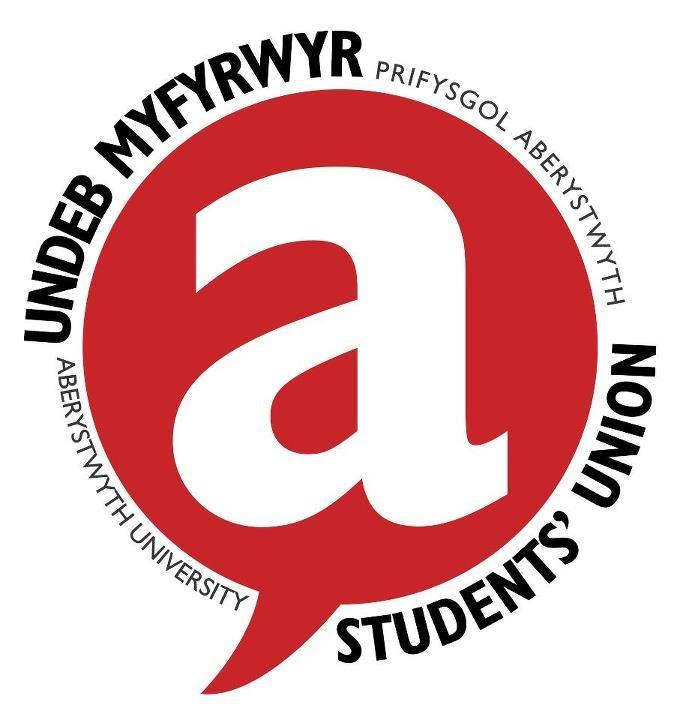 UNDEB MYFYRWYR
PRIFYSGOL ABERYSTWYTH
a
ABERYSTWYTH UNIVERSITY
STUDENTS' UNION